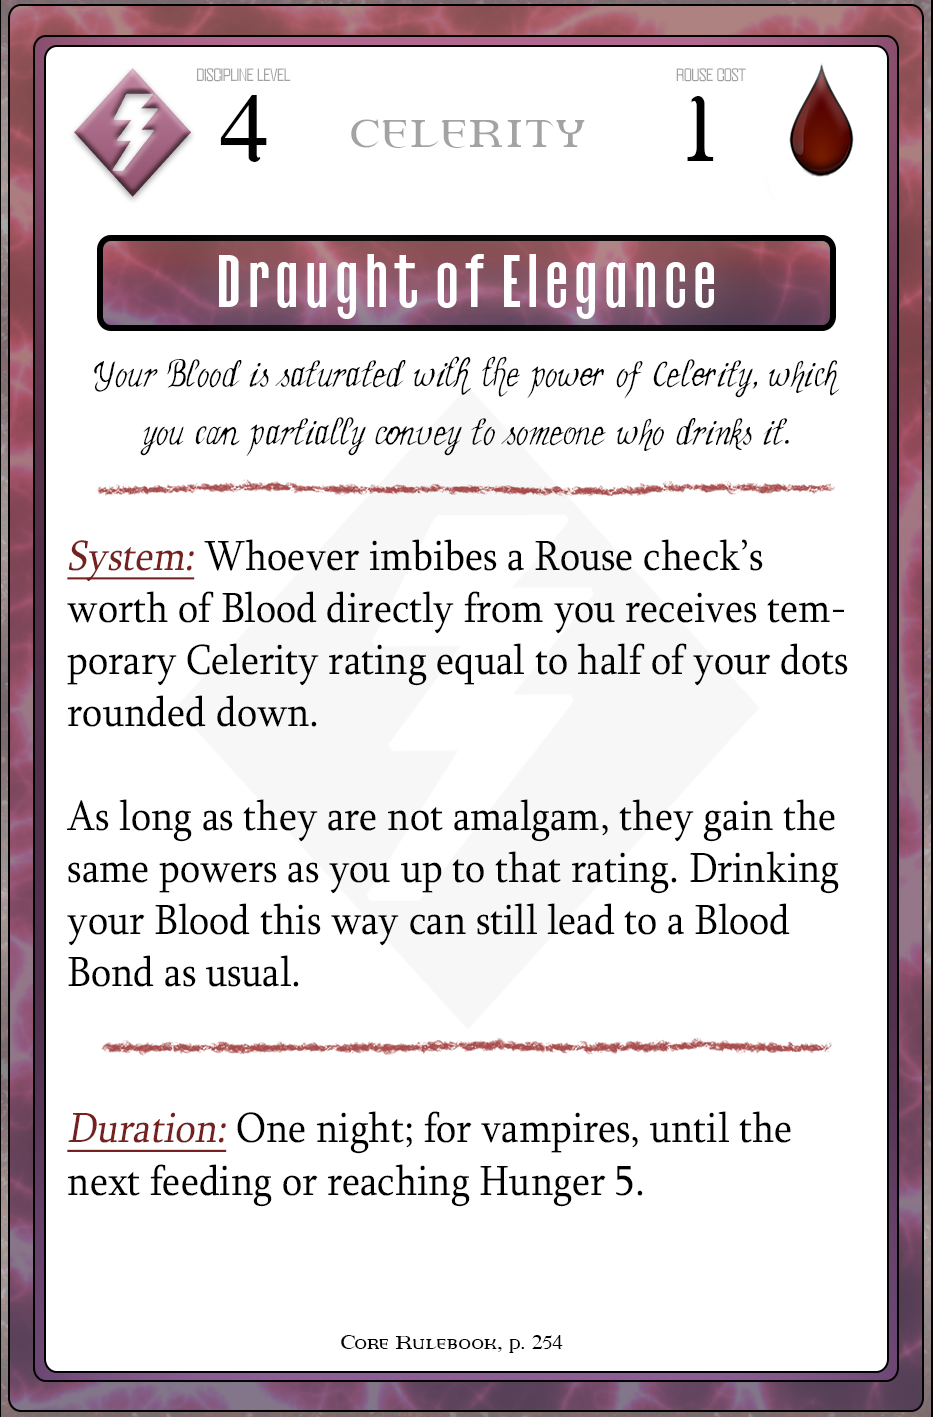 DISCIPLINE LEVEL
4
CELERITY
ROUSE COST
1
Draught of Elegance
Your Blood is saturated with the power of Celerity, which
you can partially convey to someone who drinks it.
System: Whoever imbibes a Rouse check’s
worth of Blood directly from you receives tem-
porary Celerity rating equal to half of your dots
rounded down.
As long as they are not amalgam, they gain the
same powers as you up to that rating. Drinking
your Blood this way can still lead to a Blood
Bond as usual.
Duration: One night; for vampires, until the
next feeding or reaching Hunger 5.
Core Rulebook, p. 254